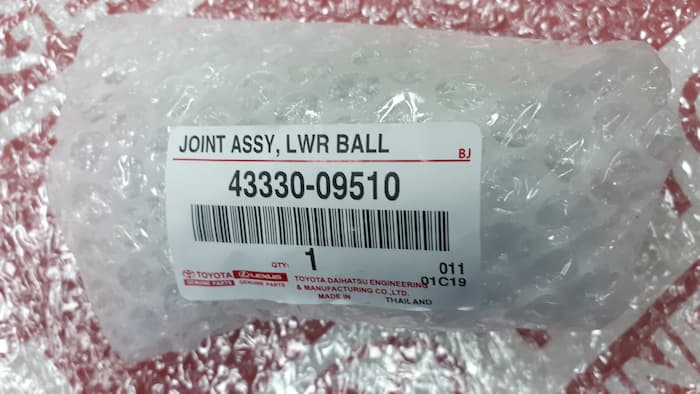 JOINT ASSY, LWR BALL
BJ
43330-09510
QTY: 1
011
01C19
TOYOTA
GENUINE PARTS
LEXUS
GENUINE PARTS
TOYOTA DAIHATSU ENGINEERING
& MANUFACTURING CO.,LTD.
MADE IN THAILAND